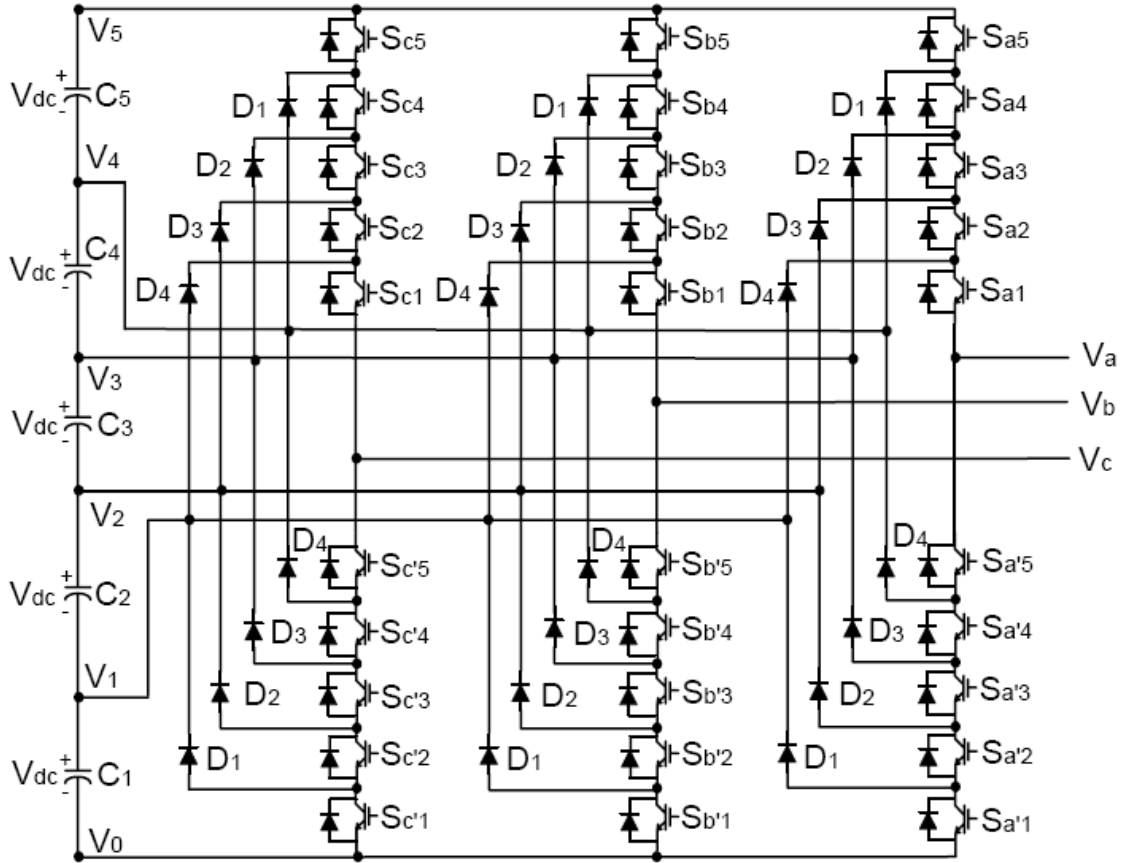 V5 Sc5 Sb5 Sa5
+
Vdc C5 D1 Sc4 D1 Sb4 D1 Sa4
-
V4 D2 Sc3 D2 Sb3 D2 Sa3
D3 Sc2 D3 Sb2 D3 Sa2
+
Vdc C4
-
D4 Sc1 D4 Sb1 D4 Sa1
V3 Va
+
Vdc C3 Vb
-
Vc
V2
D4 Sc'5 D4 Sb'5 D4 Sa'5
+
Vdc C2
-
D3 Sc'4 D3 Sb'4 D3 Sa'4
V1 D2 Sc'3 D2 Sb'3 D2 Sa'3
D1 Sc'2 D1 Sb'2 D1 Sa'2
+
Vdc C1
-
Sc'1 Sb'1 Sa'1
V0